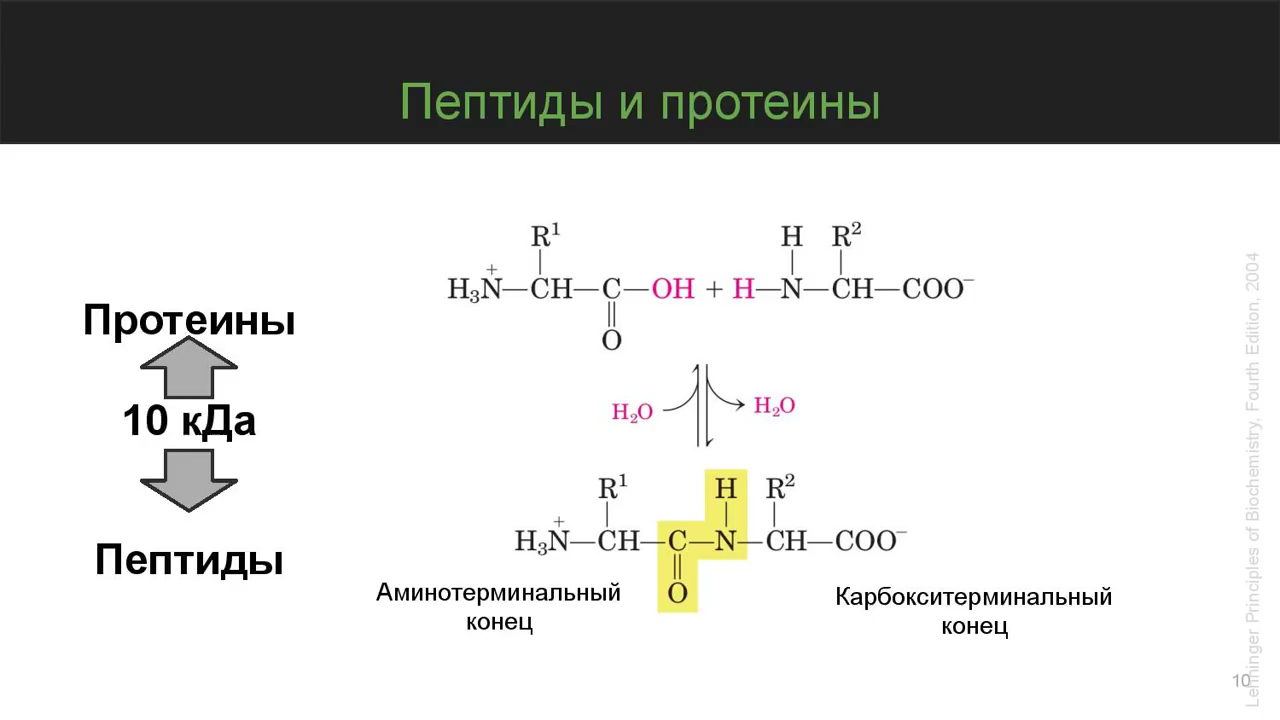 Пептиды и протеины
Протеины
10 кДа
Пептиды
R¹ H R²
H₃N⁺—CH—C—OH + H—N—CH—COO⁻
O
H₂O H₂O
R¹ H R²
H₃N⁺—CH—C—N—CH—COO⁻
O
Аминотерминальный
конец
Карбокситерминальный
конец
Lehninger Principles of Biochemistry, Fourth Edition, 2004
10